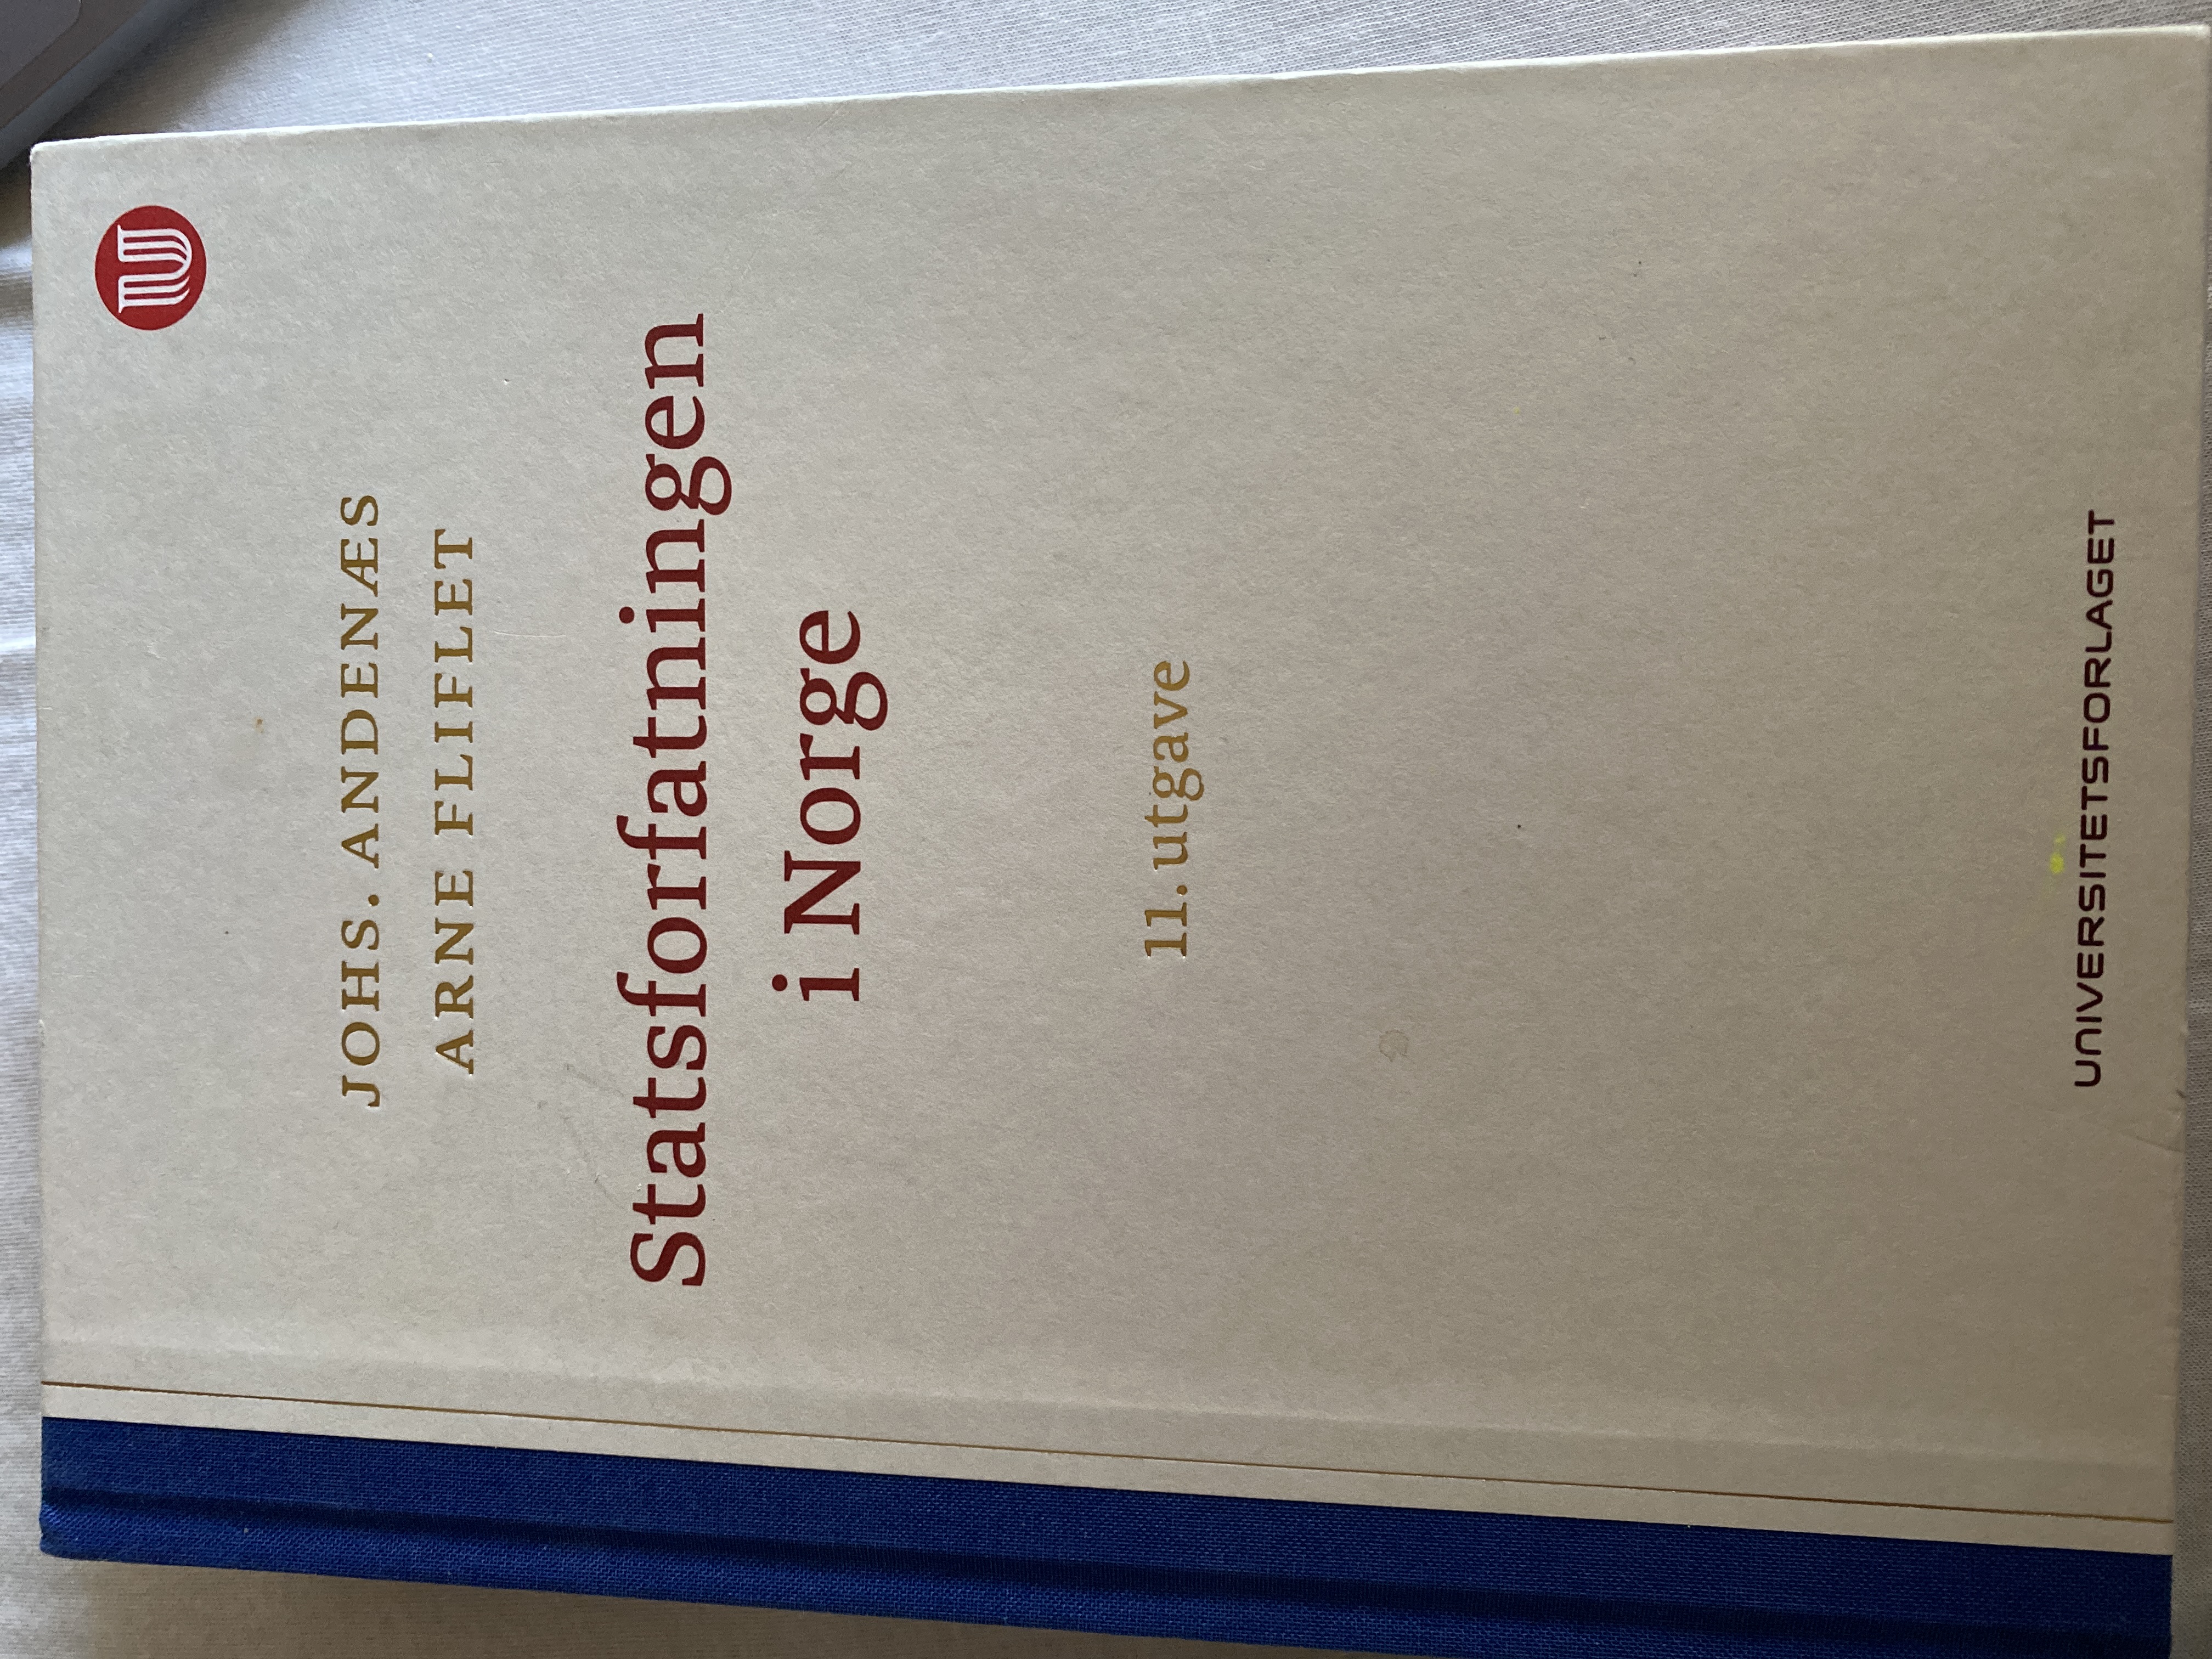 JOHS. ANDENÆS
ARNE FLIFLET
Statsforfatningen
i Norge
11. utgave
UNIVERSITETSFORLAGET